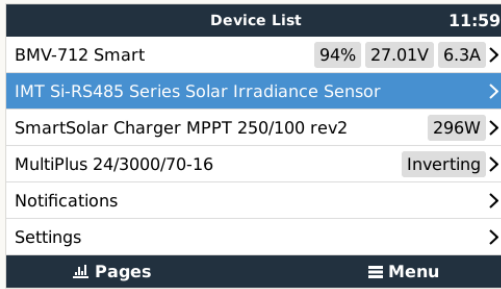 Device List 11:59
BMV-712 Smart 94% 27.01V 6.3A
IMT Si-RS485 Series Solar Irradiance Sensor
SmartSolar Charger MPPT 250/100 rev2 296W
MultiPlus 24/3000/70-16 Inverting
Notifications
Settings
Pages Menu